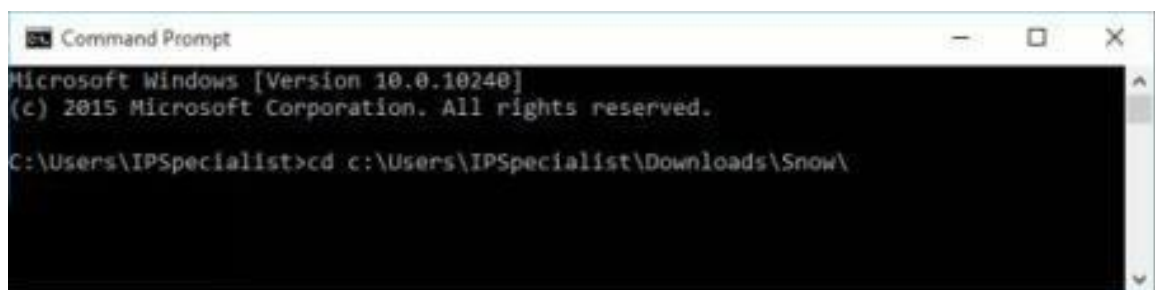 Command Prompt
Microsoft Windows [Version 10.0.10240]
(c) 2015 Microsoft Corporation. All rights reserved.
C:\Users\IPSpecialist>cd c:\Users\IPSpecialist\Downloads\Snow\